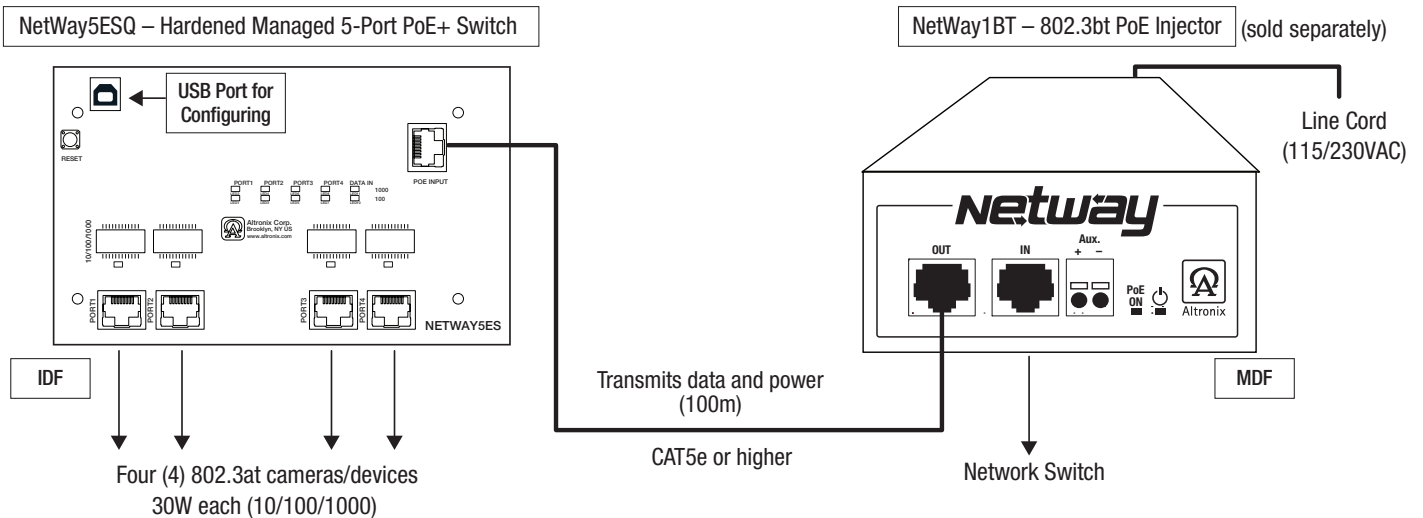 NetWay5ESQ – Hardened Managed 5-Port PoE+ Switch
NetWay1BT – 802.3bt PoE Injector
(sold separately)
USB Port for
Configuring
Line Cord
(115/230VAC)
RESET
POE INPUT
PORT1
PORT2
PORT3
PORT4
DATA IN
1000
100
Altronix Corp.
Brooklyn, NY US
www.altronix.com
10/100/1000
PORT1
PORT2
PORT3
PORT4
NETWAY5ES
Netway
OUT
IN
Aux.
+ –
PoE
ON
Altronix
IDF
MDF
Transmits data and power
(100m)
CAT5e or higher
Network Switch
Four (4) 802.3at cameras/devices
30W each (10/100/1000)